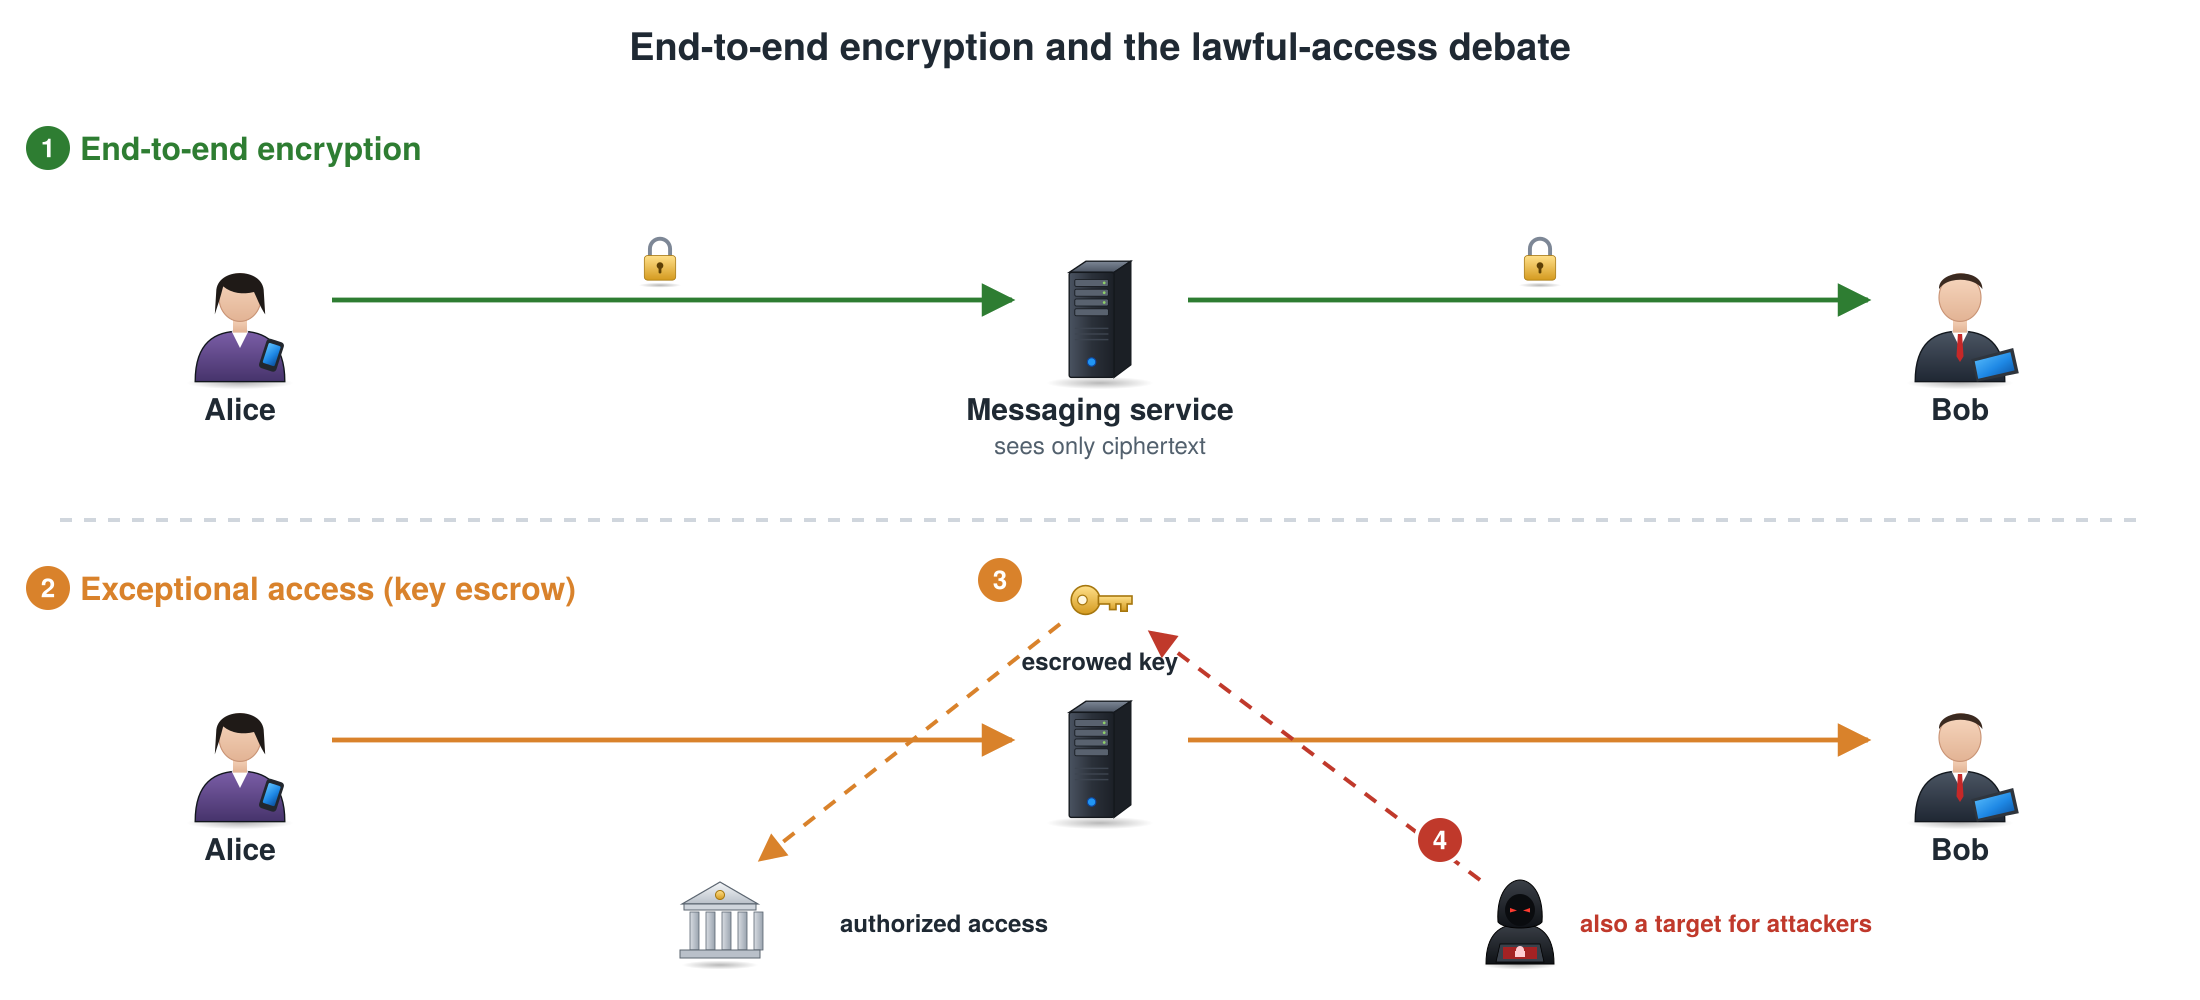 End-to-end encryption and the lawful-access debate
1 End-to-end encryption
Alice
Messaging service
sees only ciphertext
Bob
2 Exceptional access (key escrow)
3
escrowed key
Alice
4
Bob
authorized access
also a target for attackers